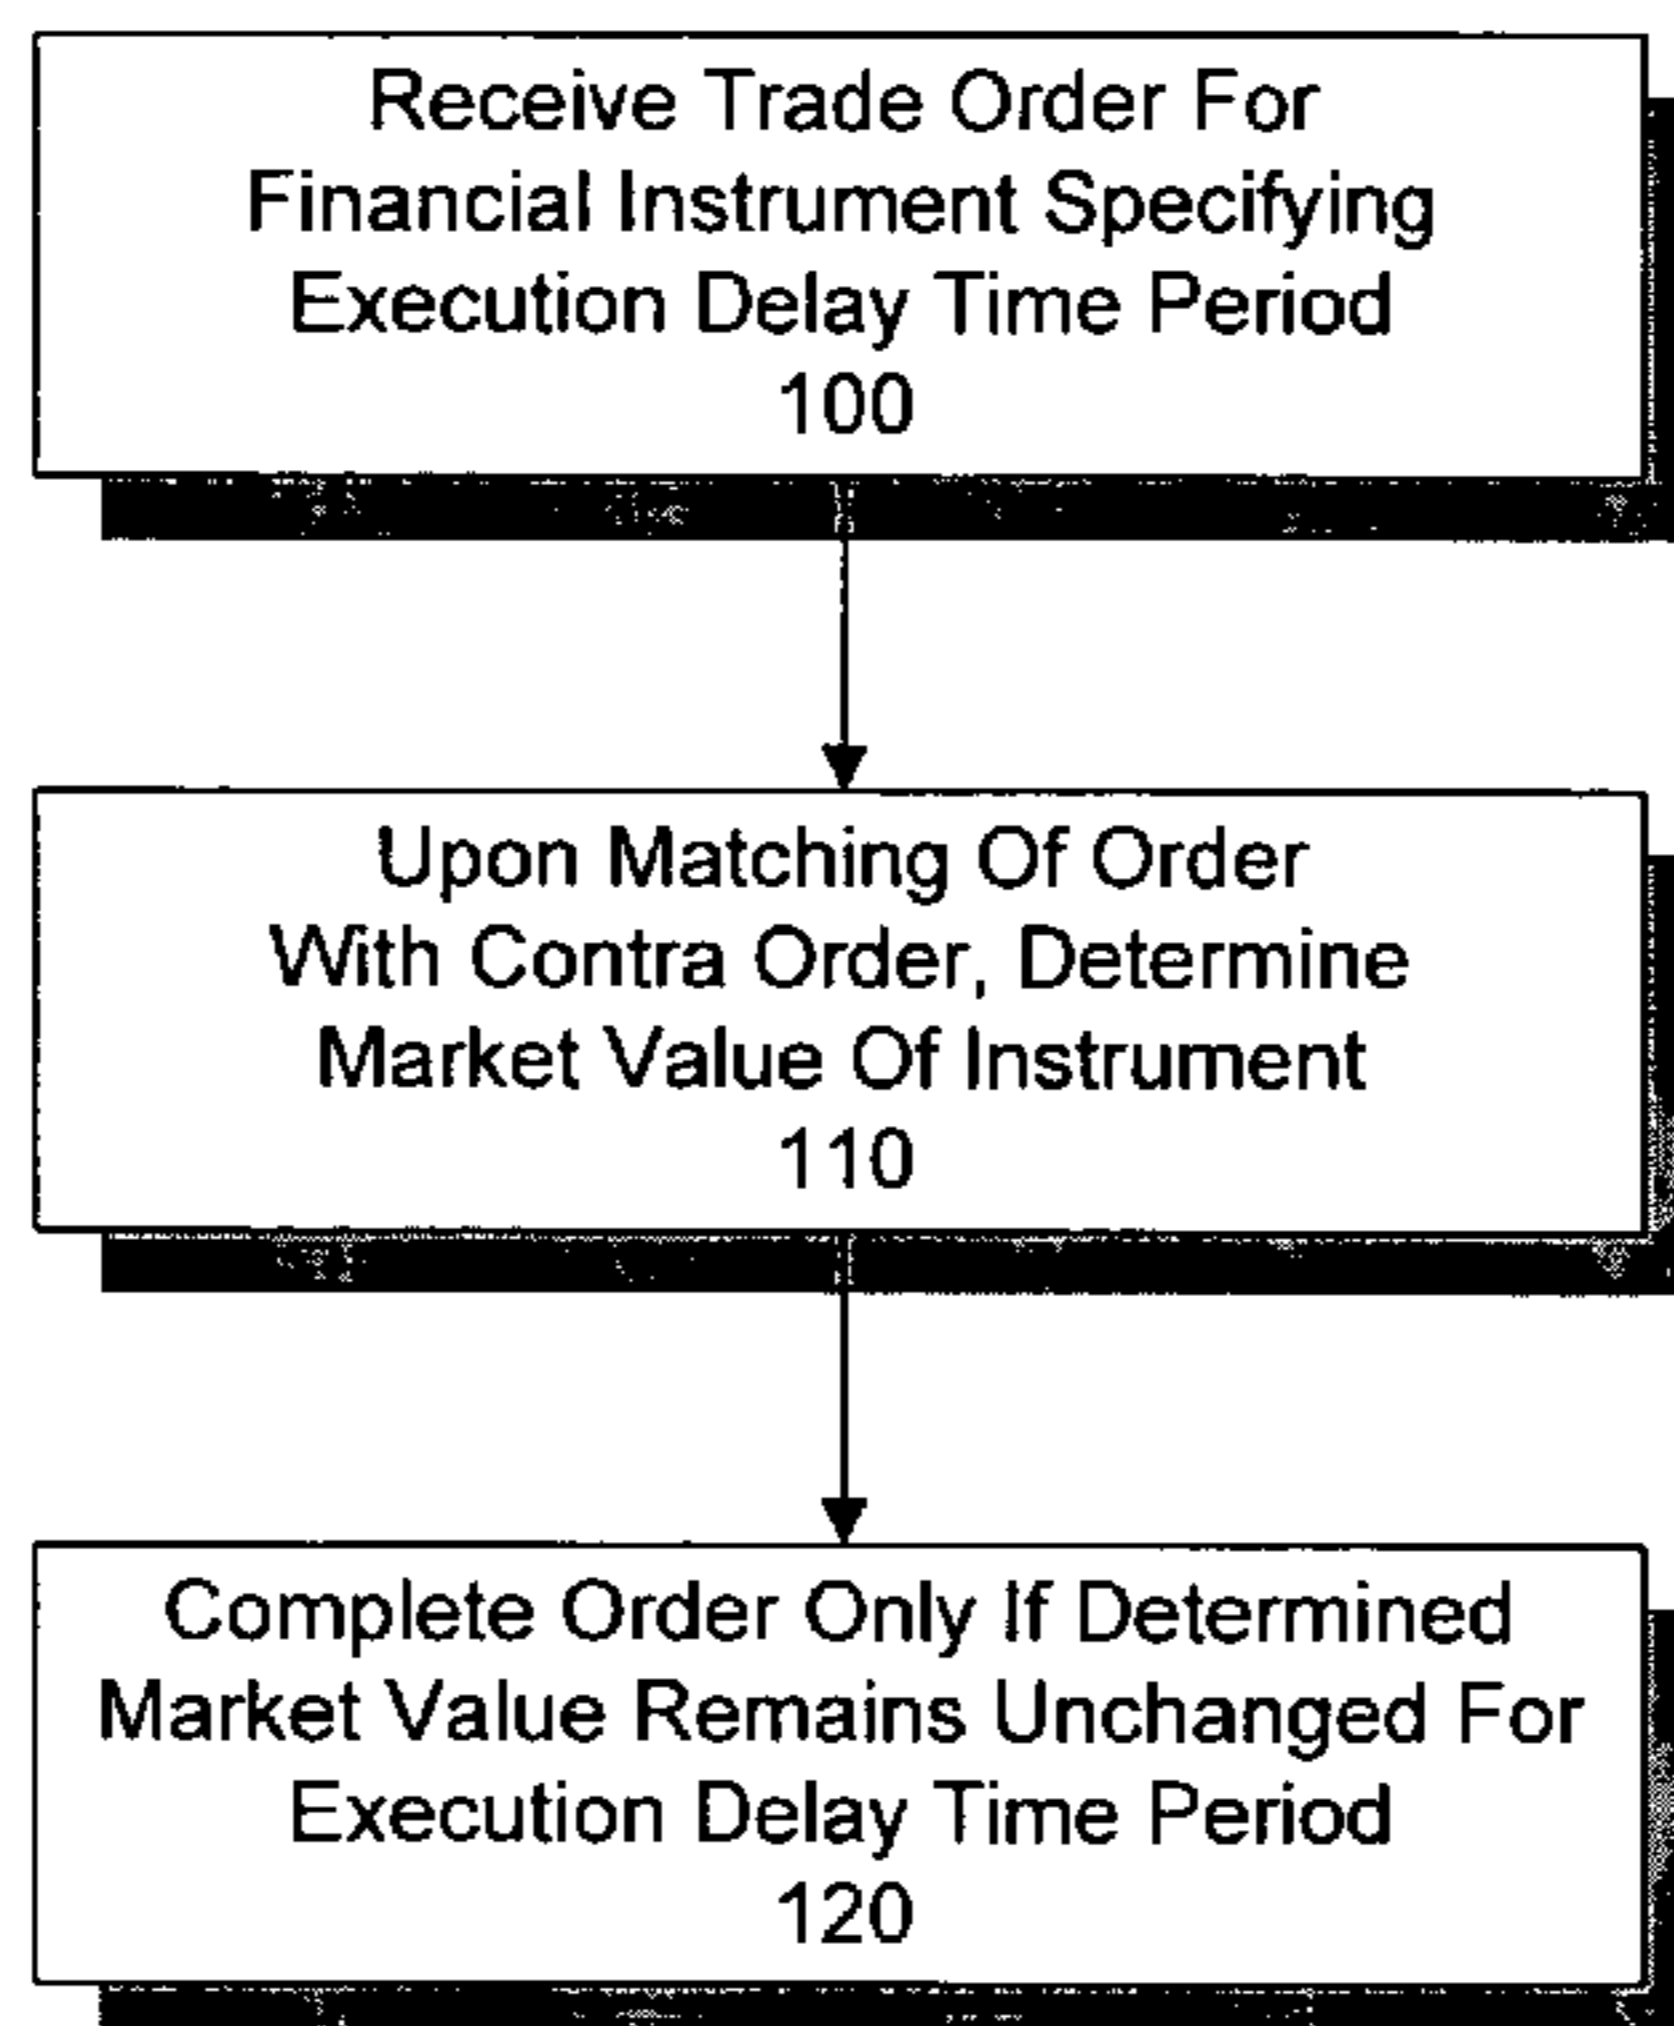 Receive Trade Order For
Financial Instrument Specifying
Execution Delay Time Period
100
Upon Matching Of Order
With Contra Order, Determine
Market Value Of Instrument
110
Complete Order Only If Determined
Market Value Remains Unchanged For
Execution Delay Time Period
120